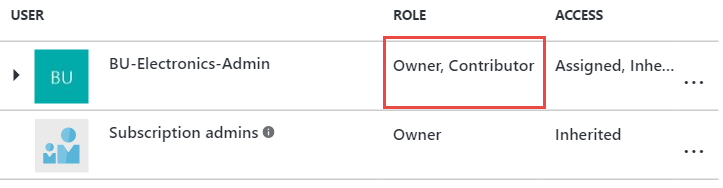 USER ROLE ACCESS
BU BU-Electronics-Admin Owner, Contributor Assigned, Inhe... ...
Subscription admins Owner Inherited ...